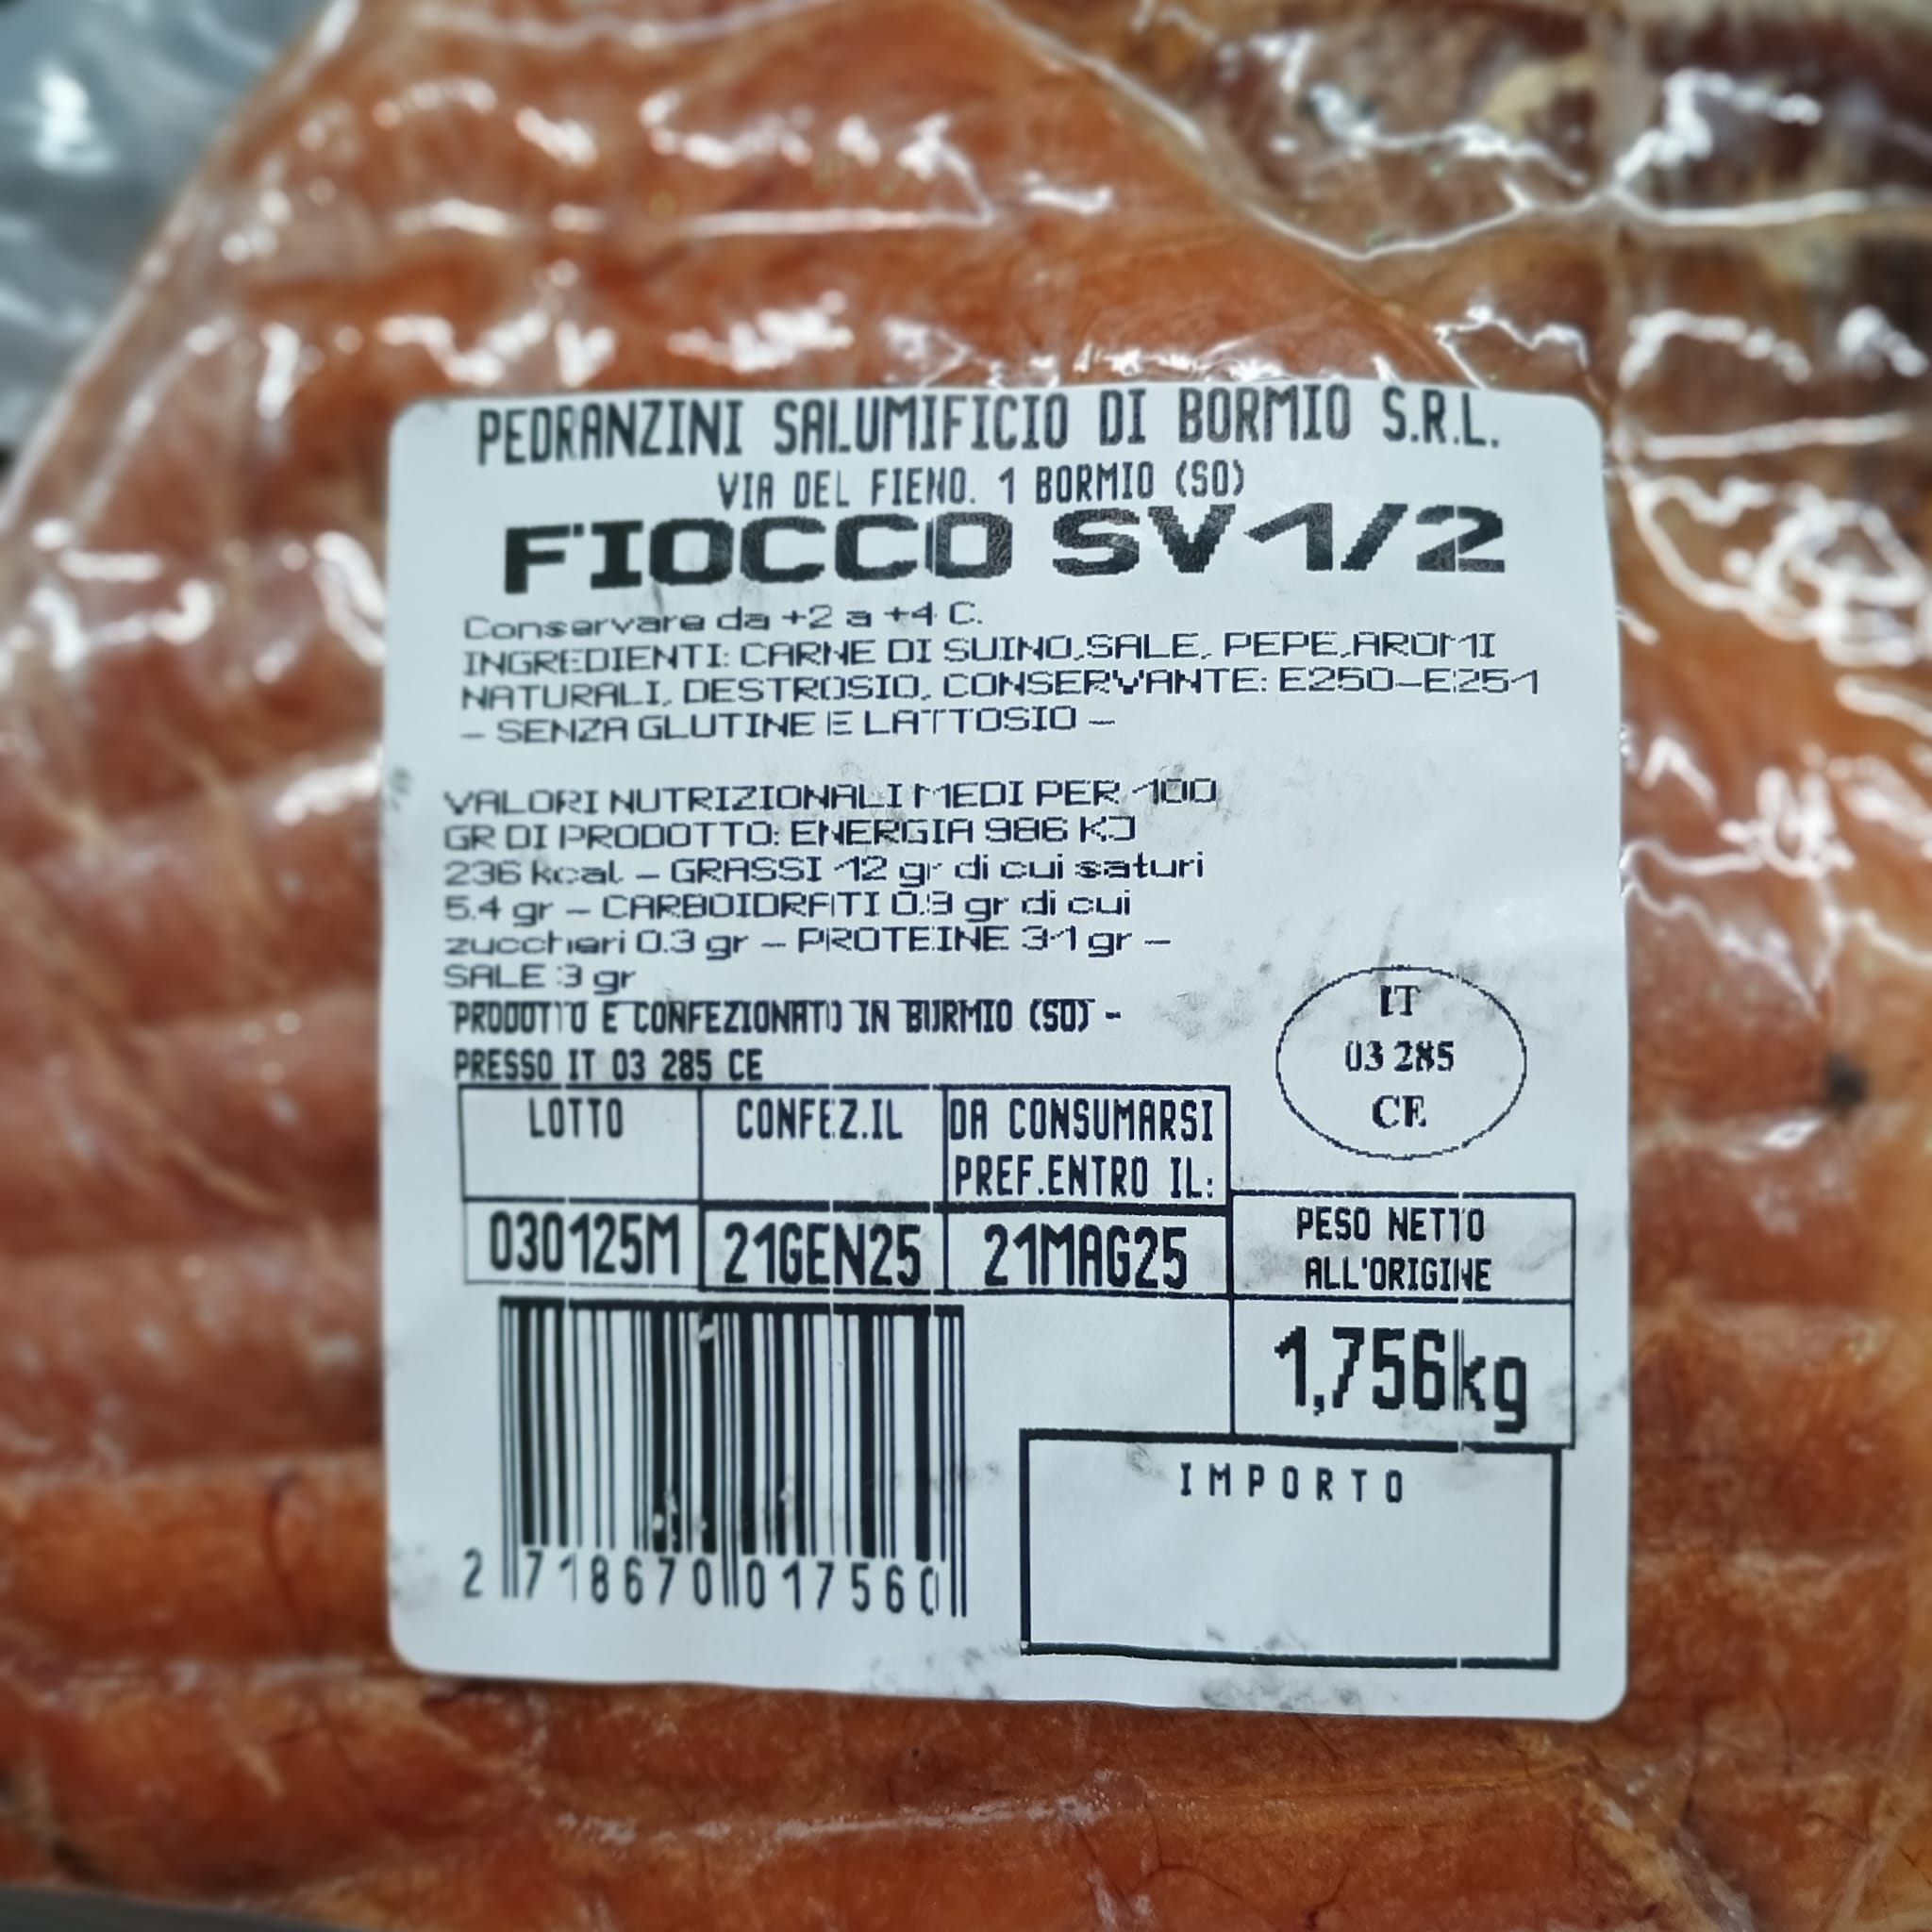 PEDRANZINI SALUMIFICIO DI BORMIO S.R.L.
VIA DEL FIENO. 1 BORMIO (SO)
FIOCCO SV1/2
Conservare da +2 a +4 C.
INGREDIENTI: CARNE DI SUINO,SALE, PEPE,AROMI
NATURALI, DESTROSIO, CONSERVANTE: E250-E251
- SENZA GLUTINE E LATTOSIO -
VALORI NUTRIZIONALI MEDI PER 100
GR DI PRODOTTO: ENERGIA 986 KJ
236 kcal - GRASSI 12 gr di cui saturi
5.4 gr - CARBOIDRATI 0.9 gr di cui
zuccheri 0.3 gr - PROTEINE 31 gr -
SALE 3 gr
PRODOTTO E CONFEZIONATO IN BORMIO (SO) -
PRESSO IT 03 285 CE
IT
03 285
CE
LOTTO
030125M
CONFEZ.IL
21GEN25
DA CONSUMARSI
PREF.ENTRO IL:
21MAG25
PESO NETTO
ALL'ORIGINE
1,756kg
IMPORTO
2 718670 017560